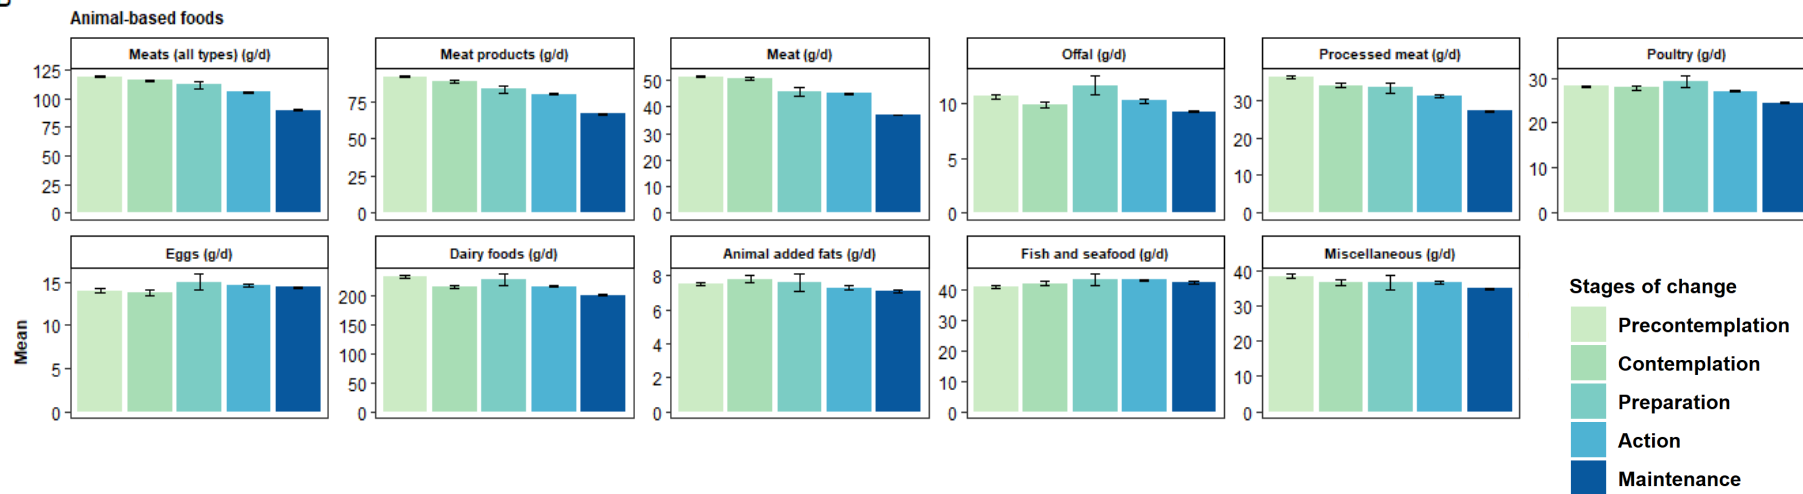 Animal-based foods
Meats (all types) (g/d)
125
100
75
50
25
0
Meat products (g/d)
75
50
25
0
Meat (g/d)
50
40
30
20
10
0
Offal (g/d)
10
5
0
Processed meat (g/d)
30
20
10
0
Poultry (g/d)
30
20
10
0
Mean
Eggs (g/d)
15
10
5
0
Dairy foods (g/d)
200
150
100
50
0
Animal added fats (g/d)
8
6
4
2
0
Fish and seafood (g/d)
40
30
20
10
0
Miscellaneous (g/d)
40
30
20
10
0
Stages of change
Precontemplation
Contemplation
Preparation
Action
Maintenance